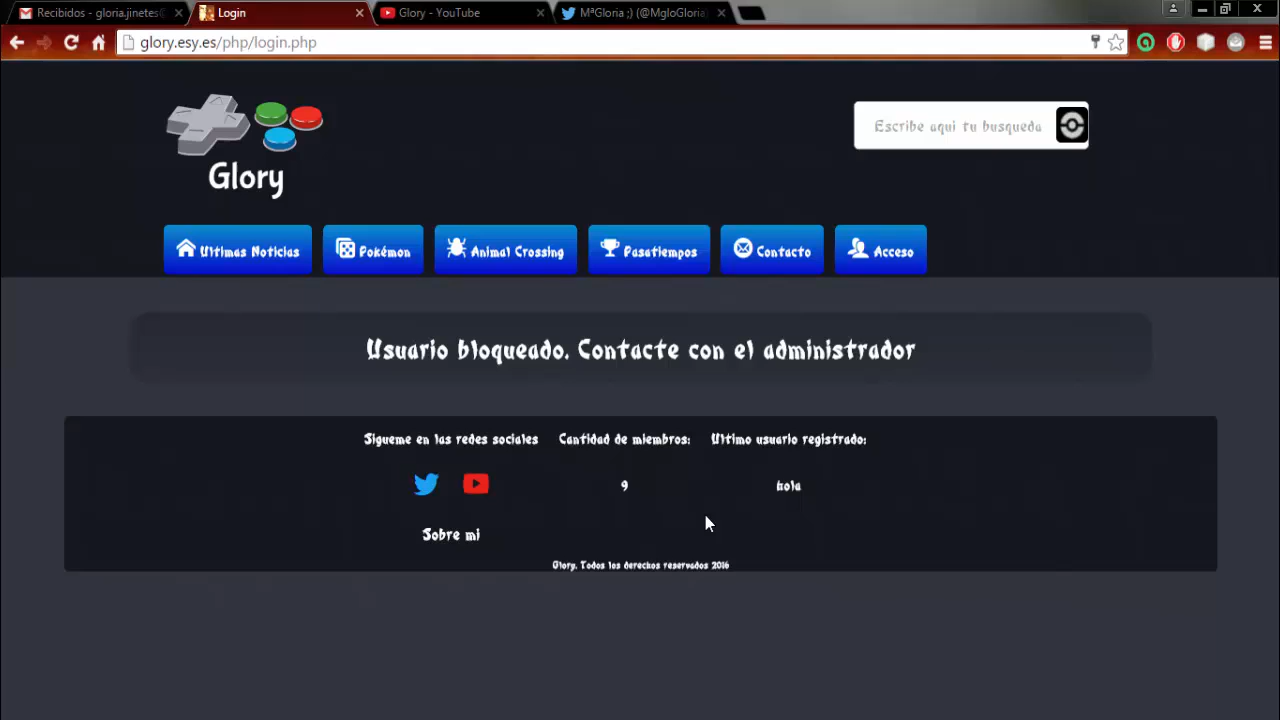 Recibidos - gloria.jinetes@
Login
Glory - YouTube
MªGloria ;) (@MgloGloria
glory.esy.es/php/login.php
Glory
Escribe aqui tu busqueda
Ultimas Noticias
Pokémon
Animal Crossing
Pasatiempos
Contacto
Acceso
Usuario bloqueado. Contacte con el administrador
Sigueme en las redes sociales
Cantidad de miembros:
Ultimo usuario registrado:
9
hola
Sobre mi
Glory. Todos los derechos reservados 2016